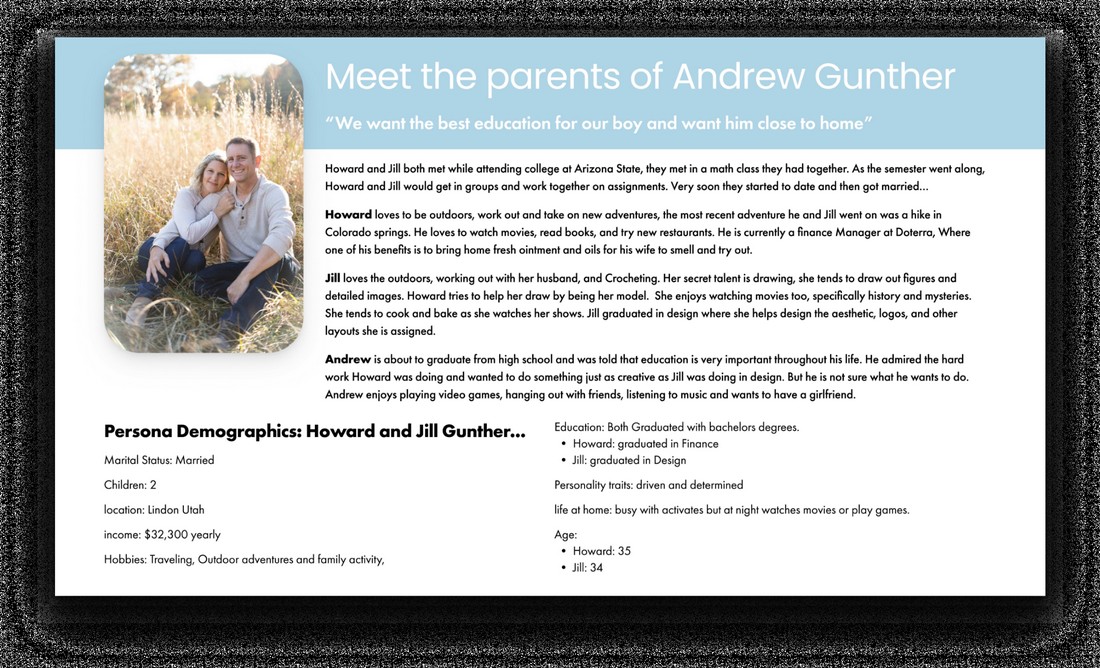 Meet the parents of Andrew Gunther
“We want the best education for our boy and want him close to home”
Howard and Jill both met while attending college at Arizona State, they met in a math class they had together. As the semester went along,
Howard and Jill would get in groups and work together on assignments. Very soon they started to date and then got married...
Howard loves to be outdoors, work out and take on new adventures, the most recent adventure he and Jill went on was a hike in
Colorado springs. He loves to watch movies, read books, and try new restaurants. He is currently a finance Manager at Doterra, Where
one of his benefits is to bring home fresh ointment and oils for his wife to smell and try out.
Jill loves the outdoors, working out with her husband, and Crocheting. Her secret talent is drawing, she tends to draw out figures and
detailed images. Howard tries to help her draw by being her model.  She enjoys watching movies too, specifically history and mysteries.
She tends to cook and bake as she watches her shows. Jill graduated in design where she helps design the aesthetic, logos, and other
layouts she is assigned.
Andrew is about to graduate from high school and was told that education is very important throughout his life. He admired the hard
work Howard was doing and wanted to do something just as creative as Jill was doing in design. But he is not sure what he wants to do.
Andrew enjoys playing video games, hanging out with friends, listening to music and wants to have a girlfriend.
Persona Demographics: Howard and Jill Gunther...
Marital Status: Married
Children: 2
location: Lindon Utah
income: $32,300 yearly
Hobbies: Traveling, Outdoor adventures and family activity,
Education: Both Graduated with bachelors degrees.
• Howard: graduated in Finance
• Jill: graduated in Design
Personality traits: driven and determined
life at home: busy with activates but at night watches movies or play games.
Age:
• Howard: 35
• Jill: 34